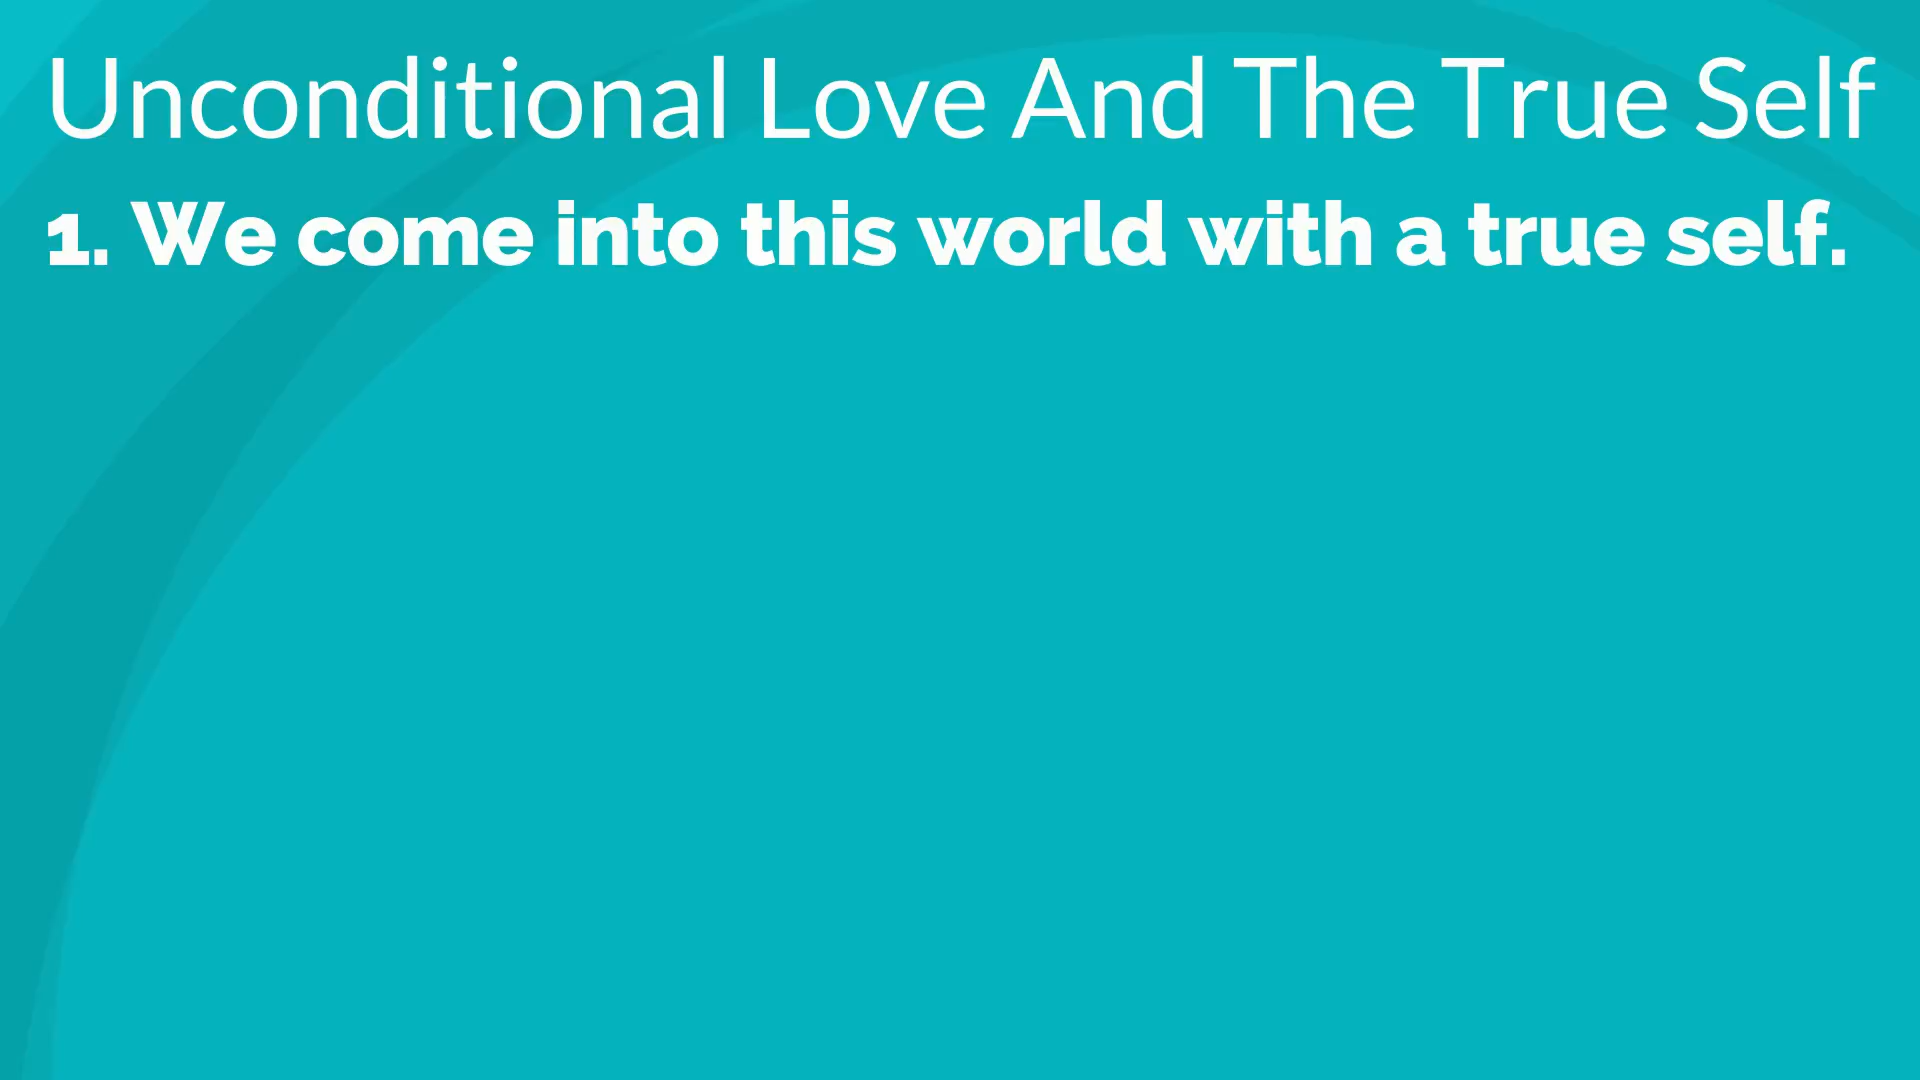 Unconditional Love And The True Self
1. We come into this world with a true self.